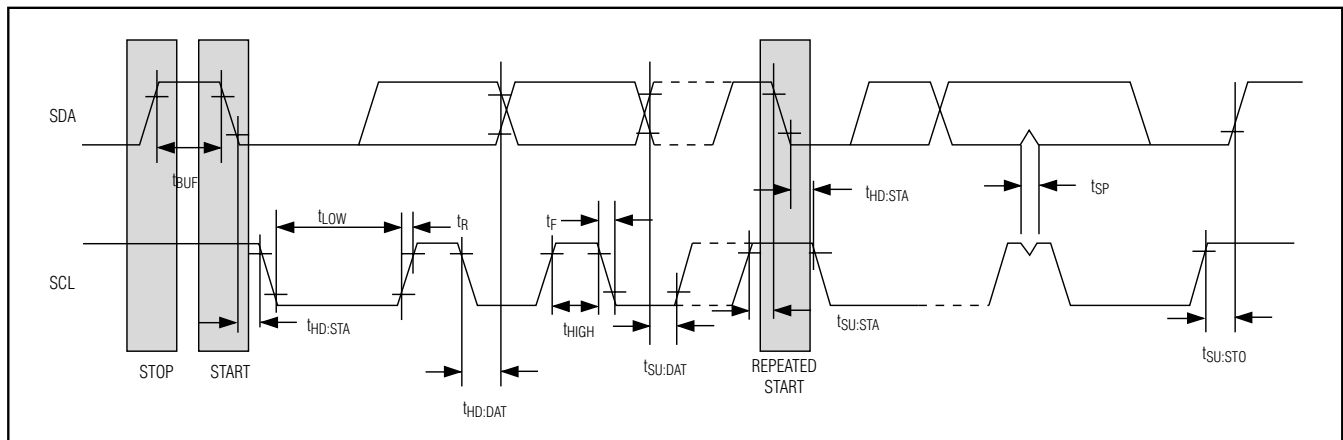 SDA
tBUF
tLOW
tR
tF
tHD:STA
tSP
SCL
tHD:STA
tHIGH
tSU:DAT
tSU:STA
tSU:STO
STOP
START
REPEATED
START
tHD:DAT